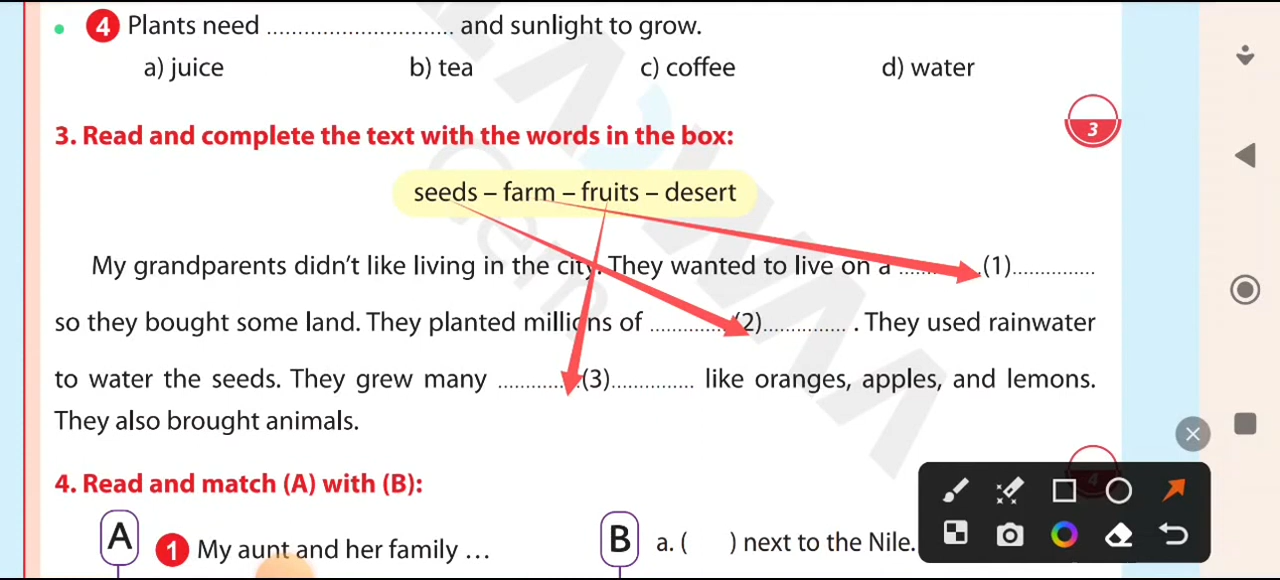 4 Plants need .............................. and sunlight to grow.
a) juice b) tea c) coffee d) water
3. Read and complete the text with the words in the box:
3
seeds – farm – fruits – desert
My grandparents didn't like living in the city. They wanted to live on a ............(1)..............
so they bought some land. They planted millions of ............(2).............. . They used rainwater
to water the seeds. They grew many ............(3).............. like oranges, apples, and lemons.
They also brought animals.
4. Read and match (A) with (B):
4
A 1 My aunt and her family ... B a. ( ) next to the Nile.